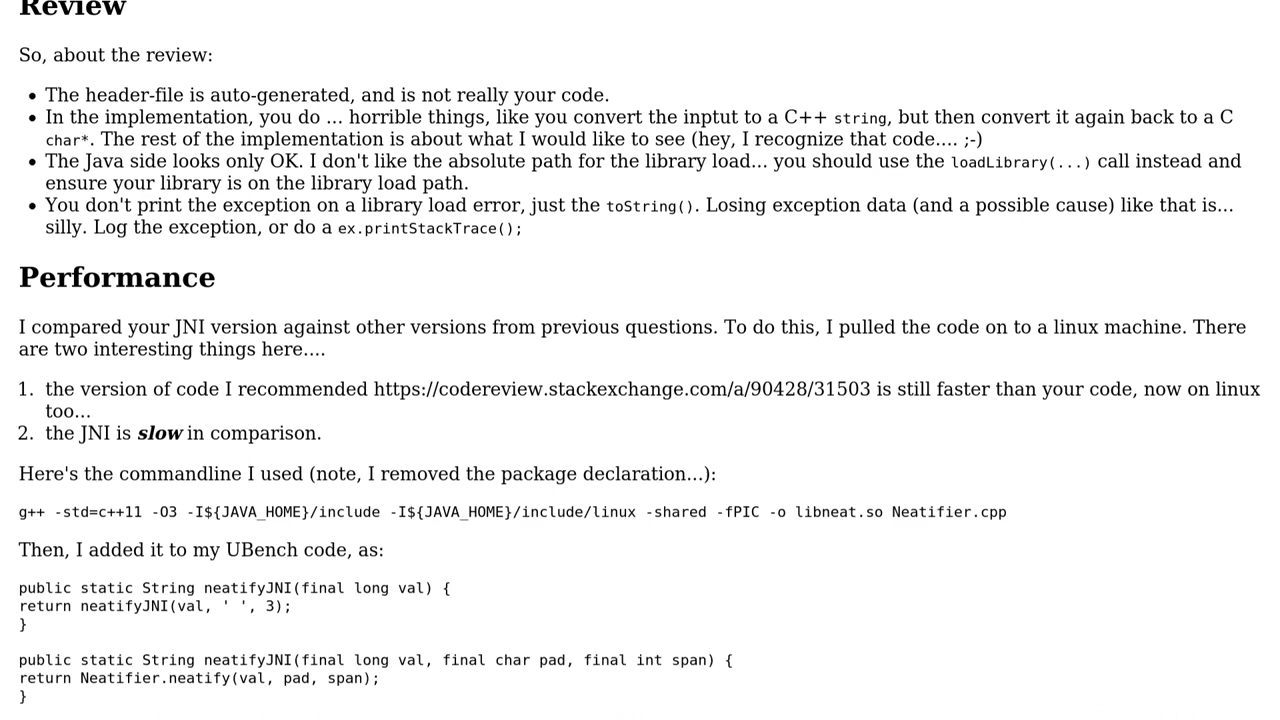 Review
So, about the review:
• The header-file is auto-generated, and is not really your code.
• In the implementation, you do ... horrible things, like you convert the intptut to a C++ string, but then convert it again back to a C
char*. The rest of the implementation is about what I would like to see (hey, I recognize that code.... ;-)
• The Java side looks only OK. I don't like the absolute path for the library load... you should use the loadLibrary(...) call instead and
ensure your library is on the library load path.
• You don't print the exception on a library load error, just the toString(). Losing exception data (and a possible cause) like that is...
silly. Log the exception, or do a ex.printStackTrace();
Performance
I compared your JNI version against other versions from previous questions. To do this, I pulled the code on to a linux machine. There
are two interesting things here....
1. the version of code I recommended https://codereview.stackexchange.com/a/90428/31503 is still faster than your code, now on linux
too...
2. the JNI is slow in comparison.
Here's the commandline I used (note, I removed the package declaration...):
g++ -std=c++11 -O3 -I${JAVA_HOME}/include -I${JAVA_HOME}/include/linux -shared -fPIC -o libneat.so Neatifier.cpp
Then, I added it to my UBench code, as:
public static String neatifyJNI(final long val) {
return neatifyJNI(val, ' ', 3);
}
public static String neatifyJNI(final long val, final char pad, final int span) {
return Neatifier.neatify(val, pad, span);
}